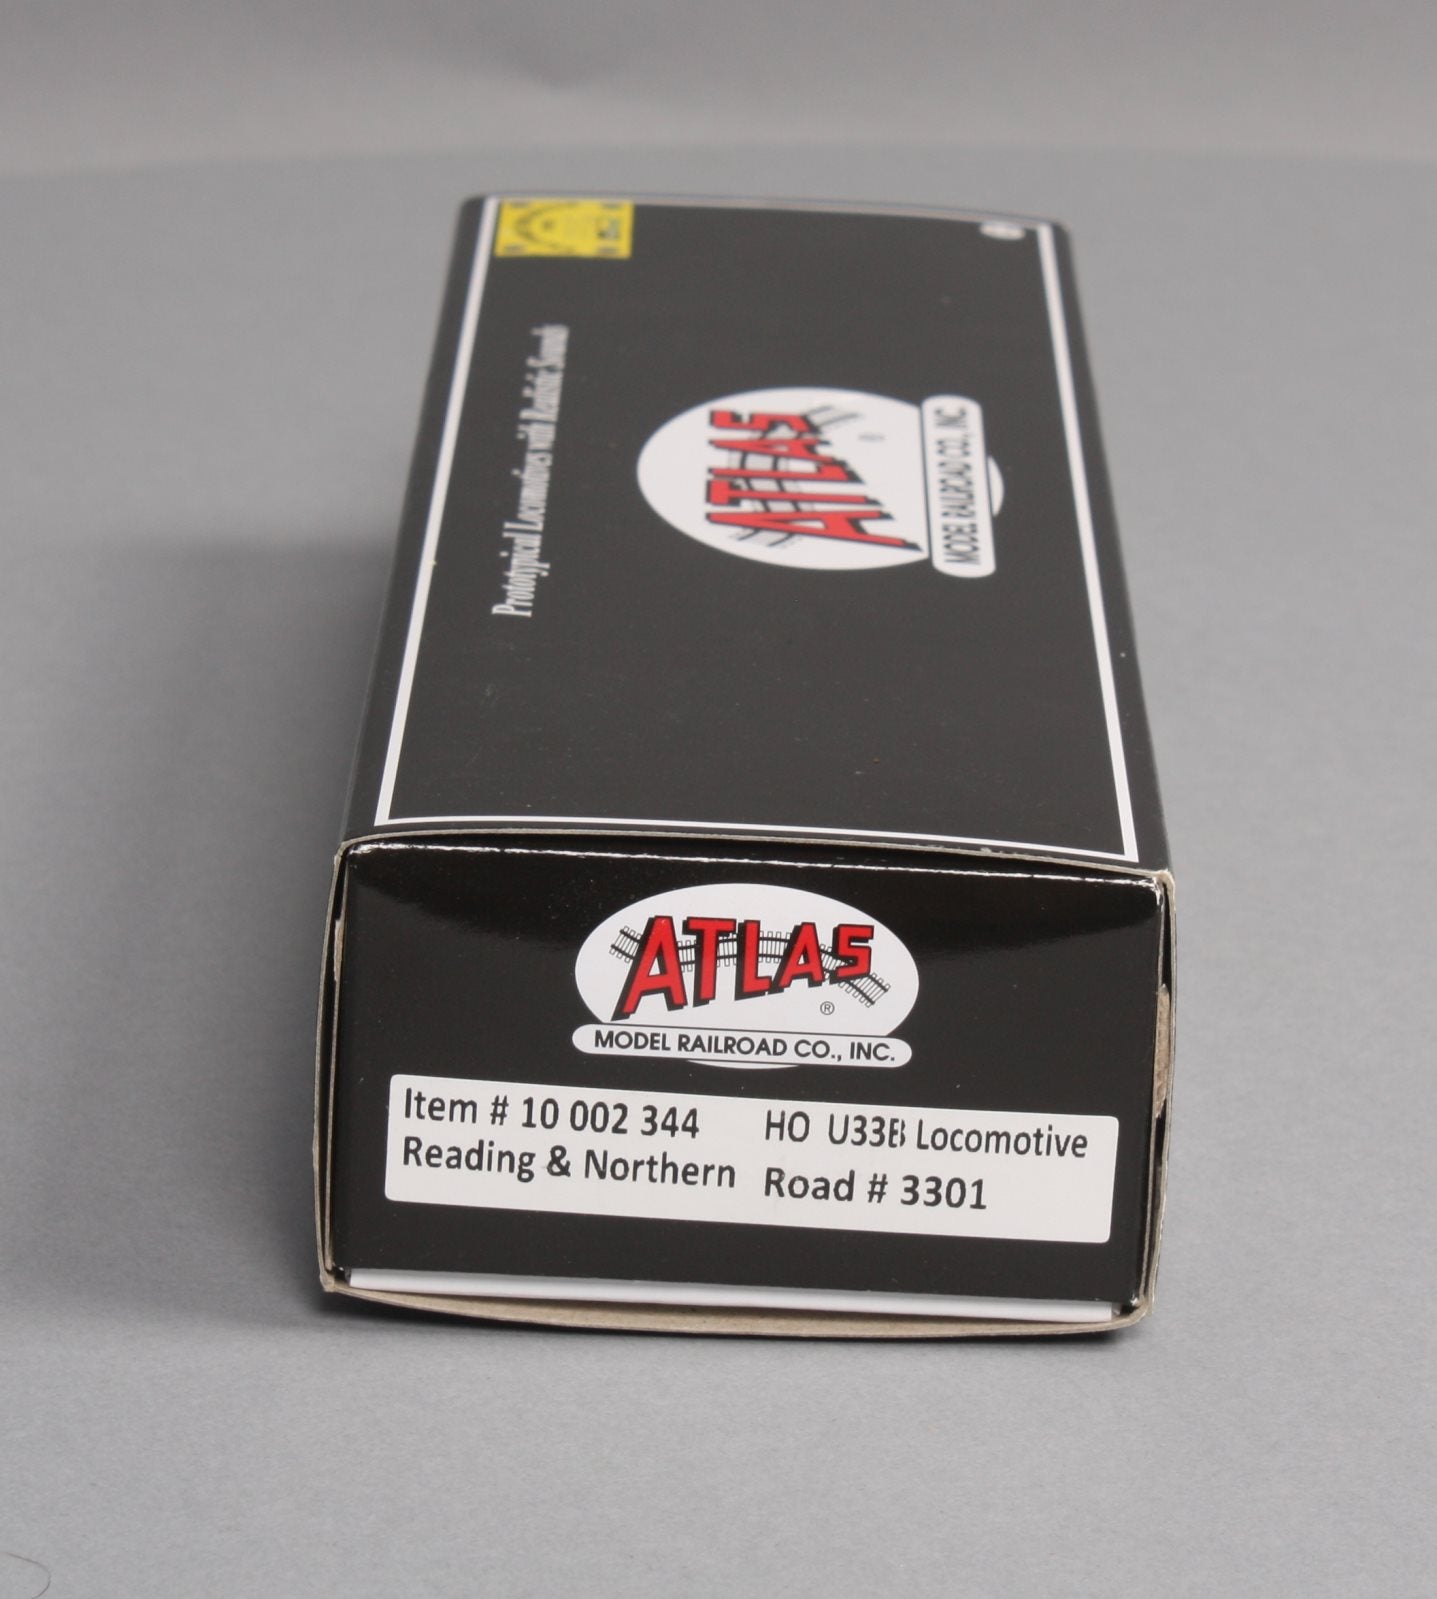 Prototypical Locomotives with Realistic Sounds
ATLAS
®
MODEL RAILROAD CO., INC.
ATLAS
®
MODEL RAILROAD CO., INC.
Item # 10 002 344 HO U33B Locomotive
Reading & Northern Road # 3301